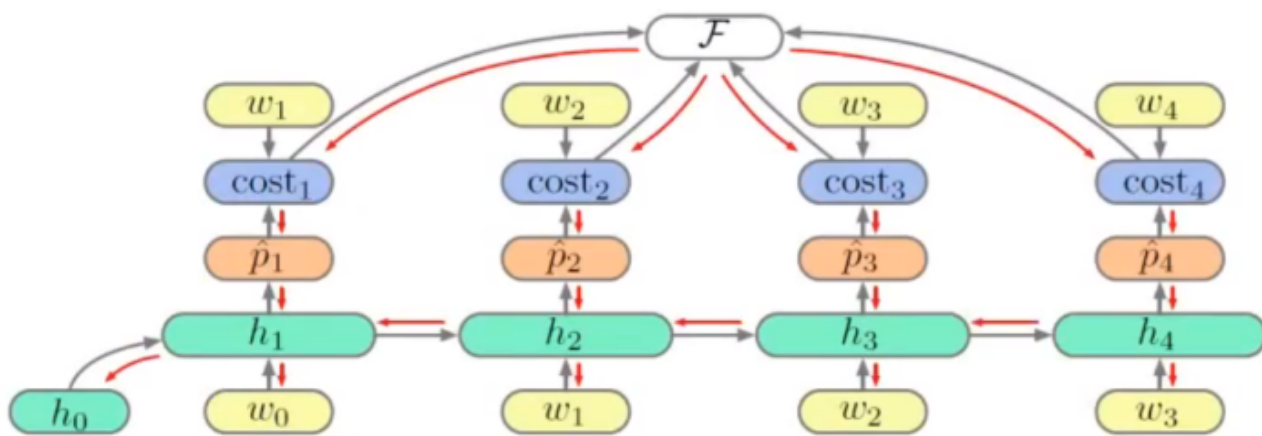 𝓕
w₁ w₂ w₃ w₄
cost₁ cost₂ cost₃ cost₄
p̂₁ p̂₂ p̂₃ p̂₄
h₁ h₂ h₃ h₄
h₀ w₀ w₁ w₂ w₃